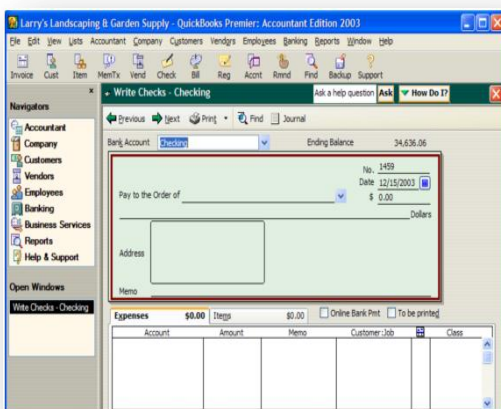 Larry's Landscaping & Garden Supply - QuickBooks Premier: Accountant Edition 2003
File Edit View Lists Accountant Company Customers Vendors Employees Banking Reports Window Help
Invoice Cust Item MemTx Vend Check Bill Reg Accnt Rmnd Find Backup Support
Navigators
Accountant
Company
Customers
Vendors
Employees
Banking
Business Services
Reports
Help & Support
Open Windows
Write Checks - Checking
Write Checks - Checking Ask a help question Ask How Do I?
Previous Next Print Find Journal
Bank Account Checking Ending Balance 34,636.06
No. 1459
Date 12/15/2003
Pay to the Order of $ 0.00
Dollars
Address
Memo
Expenses $0.00 Items $0.00 Online Bank Pmt To be printed
Account Amount Memo Customer:Job Class